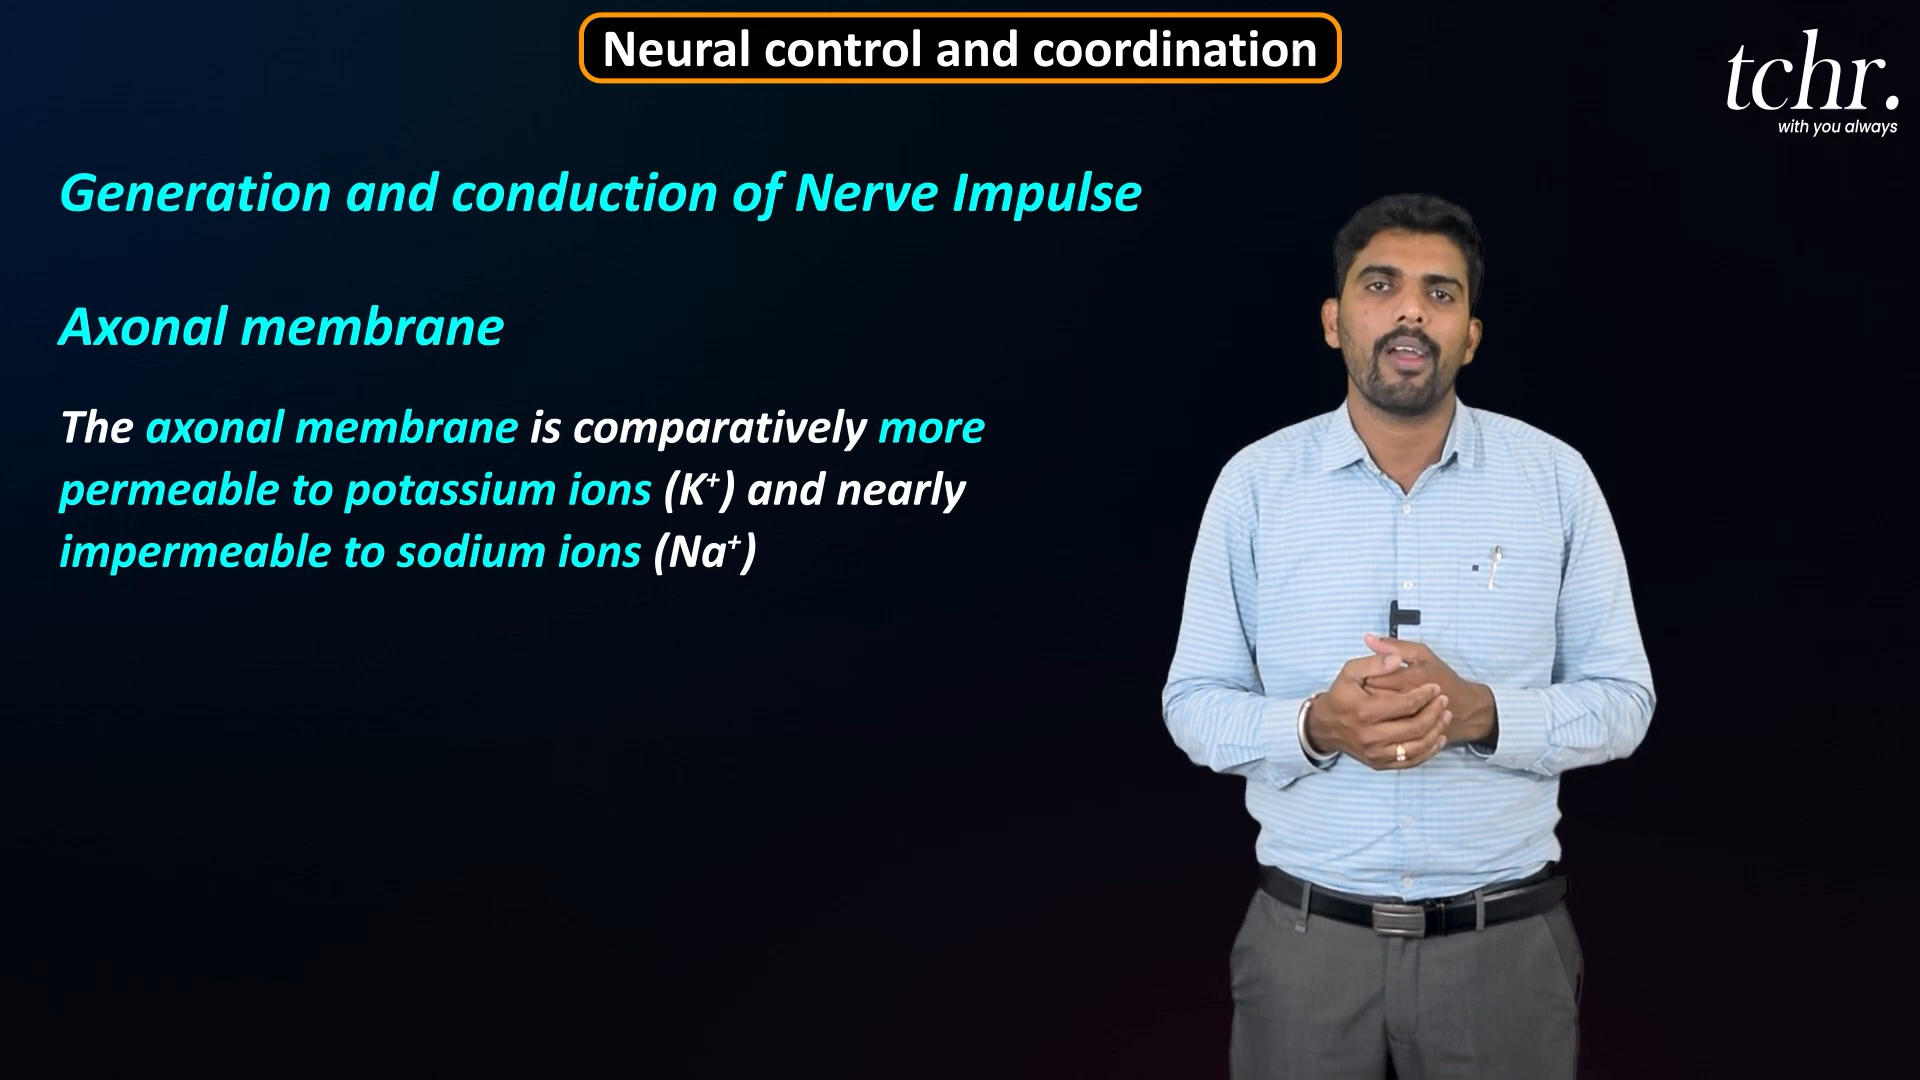 Neural control and coordination
tchr.
with you always
Generation and conduction of Nerve Impulse
Axonal membrane
The axonal membrane is comparatively more
permeable to potassium ions (K⁺) and nearly
impermeable to sodium ions (Na⁺)